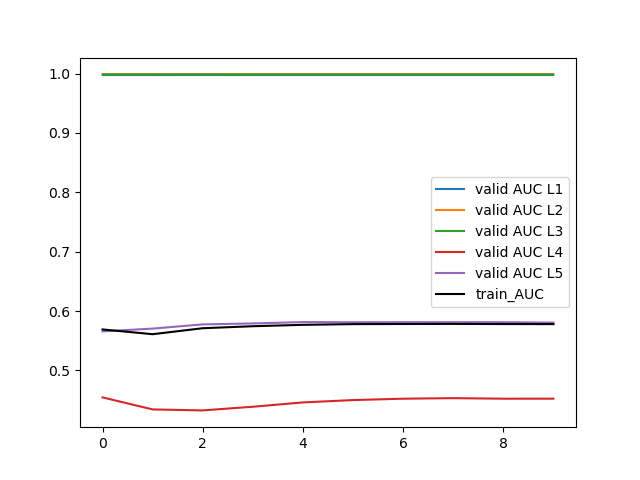 1.0
0.9
0.8
0.7
0.6
0.5
valid AUC L1
valid AUC L2
valid AUC L3
valid AUC L4
valid AUC L5
train_AUC
0 2 4 6 8